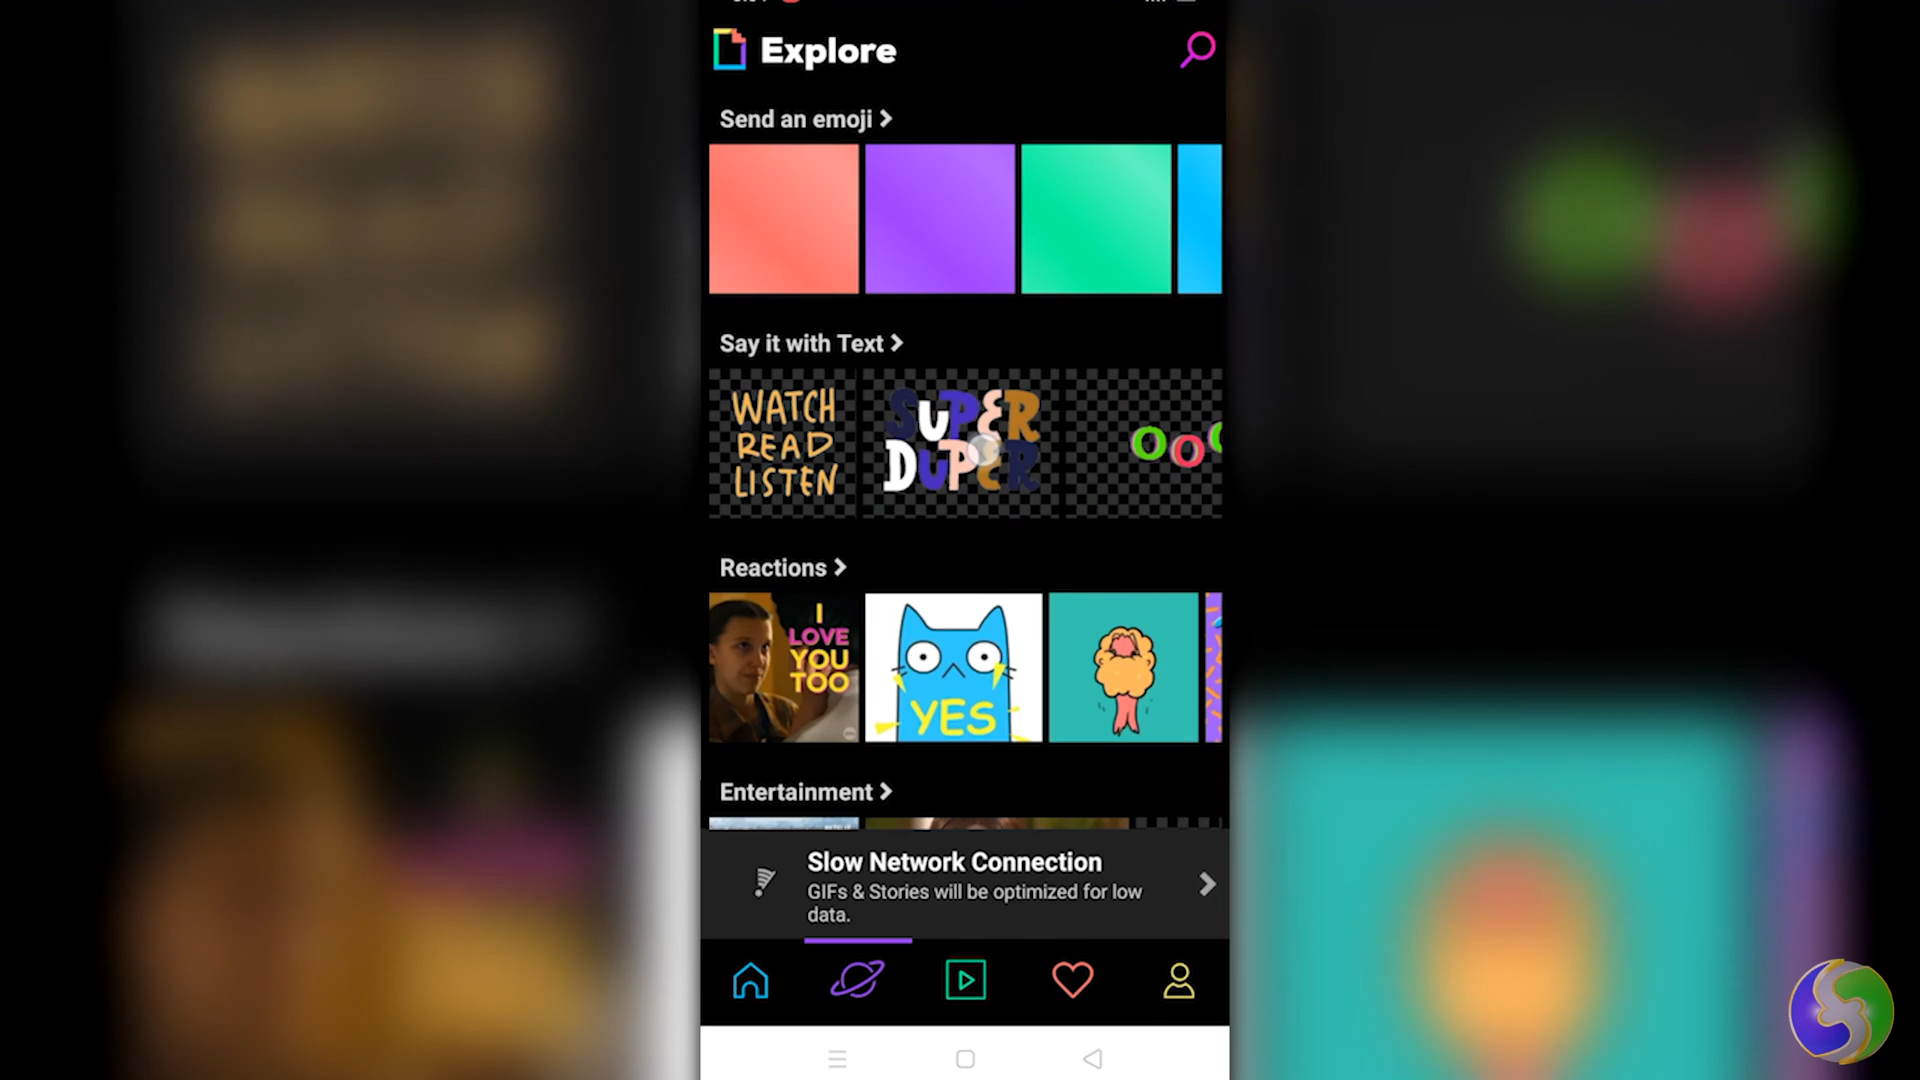 Explore
Send an emoji
Say it with Text
WATCH
READ
LISTEN
SUPER
DUPER
OOO
Reactions
I
LOVE
YOU
TOO
YES
Entertainment
Slow Network Connection
GIFs & Stories will be optimized for low
data.